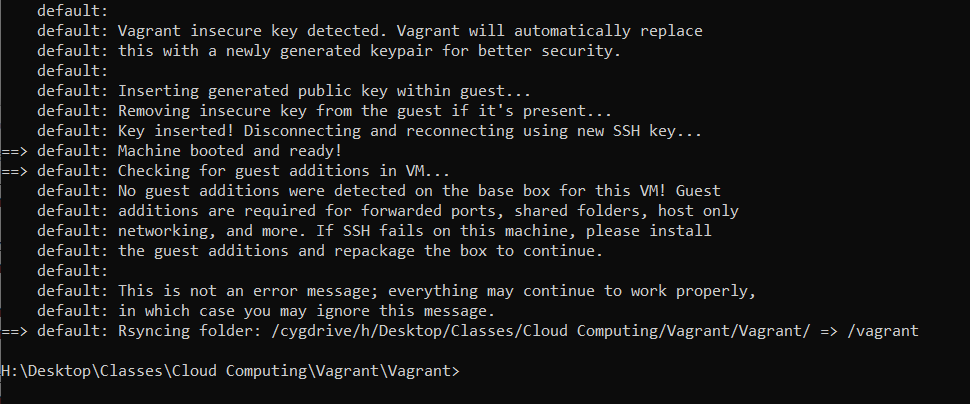 default:
default: Vagrant insecure key detected. Vagrant will automatically replace
default: this with a newly generated keypair for better security.
default:
default: Inserting generated public key within guest...
default: Removing insecure key from the guest if it's present...
default: Key inserted! Disconnecting and reconnecting using new SSH key...
==> default: Machine booted and ready!
==> default: Checking for guest additions in VM...
default: No guest additions were detected on the base box for this VM! Guest
default: additions are required for forwarded ports, shared folders, host only
default: networking, and more. If SSH fails on this machine, please install
default: the guest additions and repackage the box to continue.
default:
default: This is not an error message; everything may continue to work properly,
default: in which case you may ignore this message.
==> default: Rsyncing folder: /cygdrive/h/Desktop/Classes/Cloud Computing/Vagrant/Vagrant/ => /vagrant
H:\Desktop\Classes\Cloud Computing\Vagrant\Vagrant>